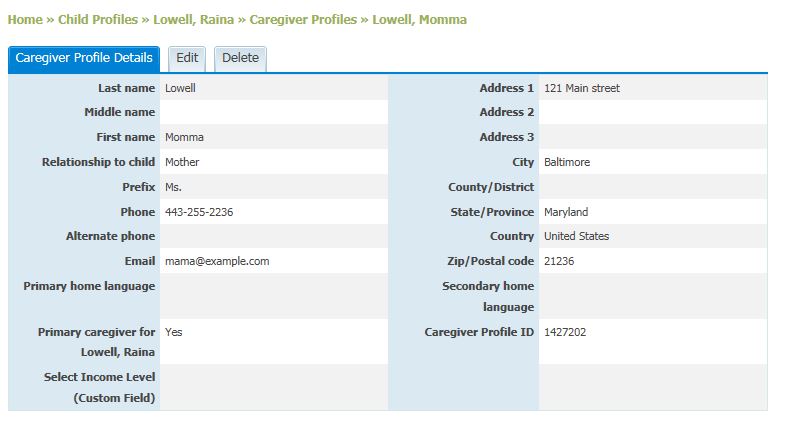 Home » Child Profiles » Lowell, Raina » Caregiver Profiles » Lowell, Momma
Caregiver Profile Details Edit Delete
Last name Lowell Address 1 121 Main street
Middle name Address 2
First name Momma Address 3
Relationship to child Mother City Baltimore
Prefix Ms. County/District
Phone 443-255-2236 State/Province Maryland
Alternate phone Country United States
Email mama@example.com Zip/Postal code 21236
Primary home language Secondary home
language
Primary caregiver for Yes Caregiver Profile ID 1427202
Lowell, Raina
Select Income Level
(Custom Field)